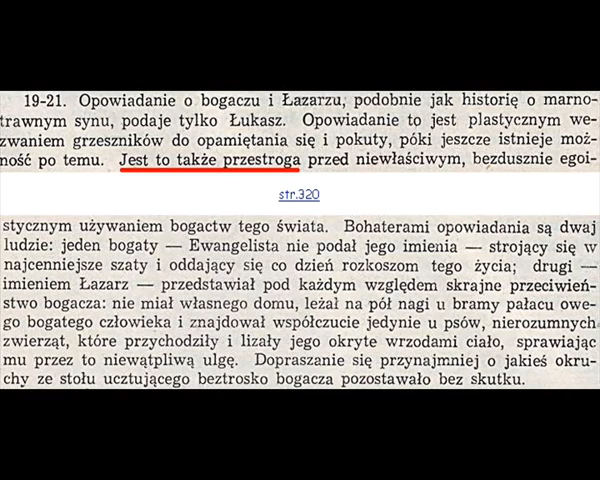 19-21. Opowiadanie o bogaczu i Łazarzu, podobnie jak historię o marno-
trawnym synu, podaje tylko Łukasz. Opowiadanie to jest plastycznym we-
zwaniem grzeszników do opamiętania się i pokuty, póki jeszcze istnieje moż-
ność po temu. Jest to także przestroga przed niewłaściwym, bezdusznie egoi-
str.320
stycznym używaniem bogactw tego świata. Bohaterami opowiadania są dwaj
ludzie: jeden bogaty — Ewangelista nie podał jego imienia — strojący się w
najcenniejsze szaty i oddający się co dzień rozkoszom tego życia; drugi —
imieniem Łazarz — przedstawiał pod każdym względem skrajne przeciwień-
stwo bogacza: nie miał własnego domu, leżał na pół nagi u bramy pałacu owe-
go bogatego człowieka i znajdował współczucie jedynie u psów, nierozumnych
zwierząt, które przychodziły i lizały jego okryte wrzodami ciało, sprawiając
mu przez to niewątpliwą ulgę. Dopraszanie się przynajmniej o jakieś okru-
chy ze stołu ucztującego beztrosko bogacza pozostawało bez skutku.